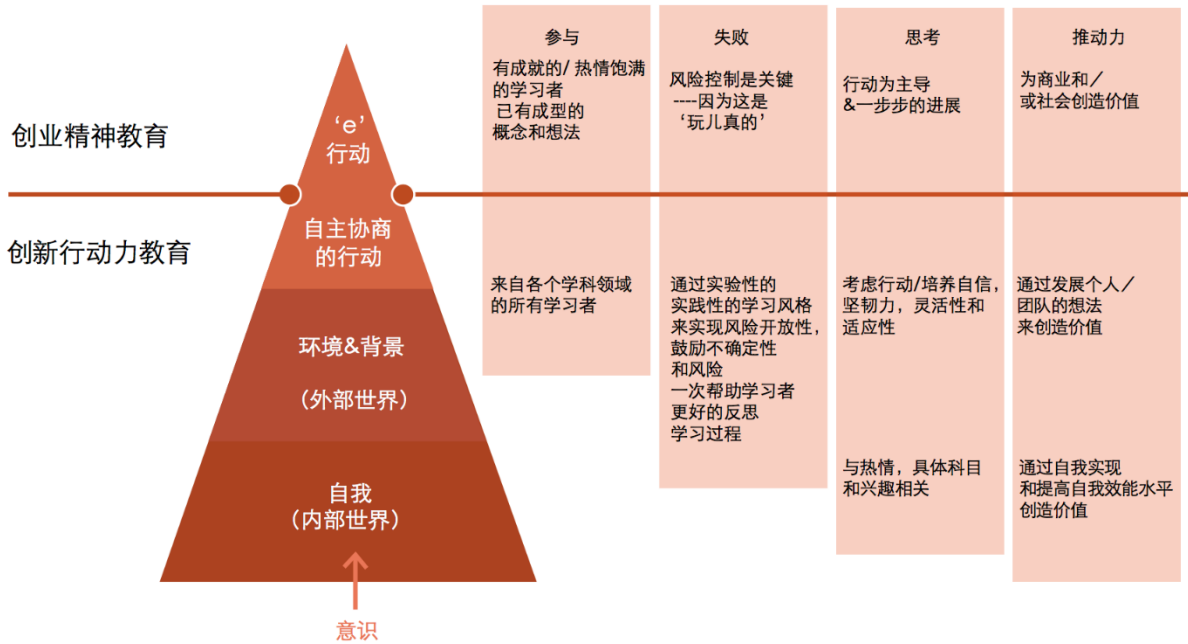 创业精神教育
创新行动力教育
‘e’
行动
自主协商
的行动
环境&背景
（外部世界）
自我
（内部世界）
意识
参与
有成就的/ 热情饱满
的学习者
已有成型的
概念和想法
来自各个学科领域
的所有学习者
失败
风险控制是关键
----因为这是
‘玩儿真的’
通过实验性的
实践性的学习风格
来实现风险开放性，
鼓励不确定性
和风险
一次帮助学习者
更好的反思
学习过程
思考
行动为主导
&一步步的进展
考虑行动/培养自信，
坚韧力，灵活性和
适应性
与热情，具体科目
和兴趣相关
推动力
为商业和／
或社会创造价值
通过发展个人／
团队的想法
来创造价值
通过自我实现
和提高自我效能水平
创造价值